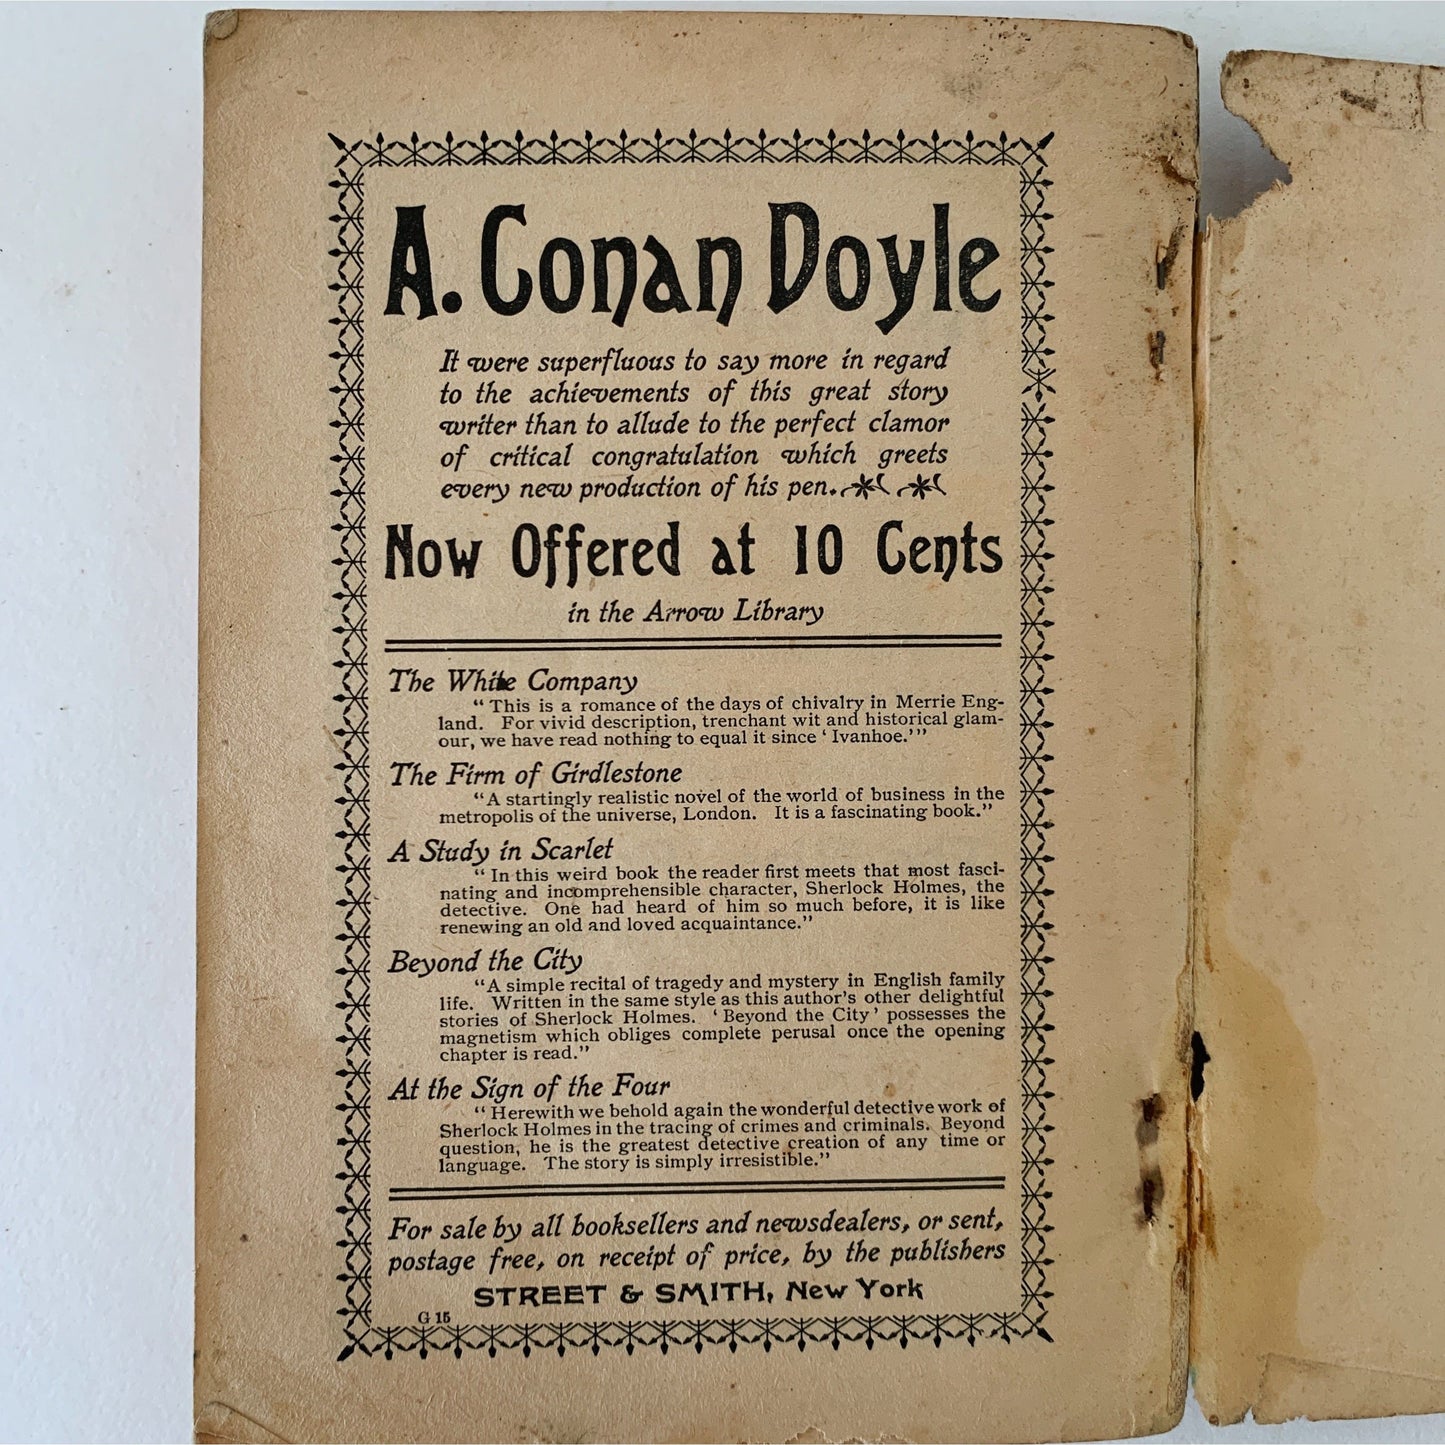 A. Conan Doyle
It were superfluous to say more in regard
to the achievements of this great story
writer than to allude to the perfect clamor
of critical congratulation which greets
every new production of his pen.
Now Offered at 10 Cents
in the Arrow Library
The White Company
“This is a romance of the days of chivalry in Merrie Eng-
land. For vivid description, trenchant wit and historical glam-
our, we have read nothing to equal it since ‘Ivanhoe.’”
The Firm of Girdlestone
“A startingly realistic novel of the world of business in the
metropolis of the universe, London. It is a fascinating book.”
A Study in Scarlet
“In this weird book the reader first meets that most fasci-
nating and incomprehensible character, Sherlock Holmes, the
detective. One had heard of him so much before, it is like
renewing an old and loved acquaintance.”
Beyond the City
“A simple recital of tragedy and mystery in English family
life. Written in the same style as this author’s other delightful
stories of Sherlock Holmes. ‘Beyond the City’ possesses the
magnetism which obliges complete perusal once the opening
chapter is read.”
At the Sign of the Four
“Herewith we behold again the wonderful detective work of
Sherlock Holmes in the tracing of crimes and criminals. Beyond
question, he is the greatest detective creation of any time or
language. The story is simply irresistible.”
For sale by all booksellers and newsdealers, or sent,
postage free, on receipt of price, by the publishers
STREET & SMITH, New York
G 15